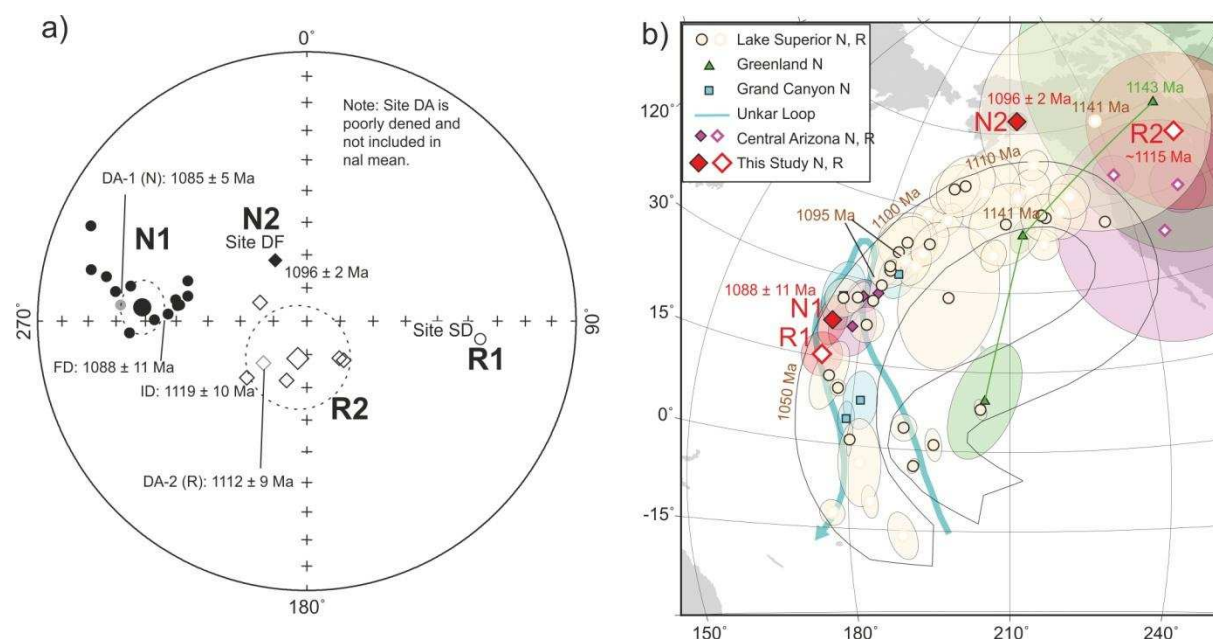 a)
0°
Note: Site DA is
poorly dened and
not included in
nal mean.
DA-1 (N): 1085 ± 5 Ma
N1
N2
Site DF
1096 ± 2 Ma
270°
90°
Site SD
R1
FD: 1088 ± 11 Ma
ID: 1119 ± 10 Ma
R2
DA-2 (R): 1112 ± 9 Ma
180°
b)
Lake Superior N, R
Greenland N
Grand Canyon N
Unkar Loop
Central Arizona N, R
This Study N, R
120°
30°
15°
0°
-15°
150°
180°
210°
240°
1143 Ma
1096 ± 2 Ma
1141 Ma
N2
R2
~1115 Ma
1110 Ma
1100 Ma
1095 Ma
1141 Ma
1088 ± 11 Ma
N1
R1
1050 Ma